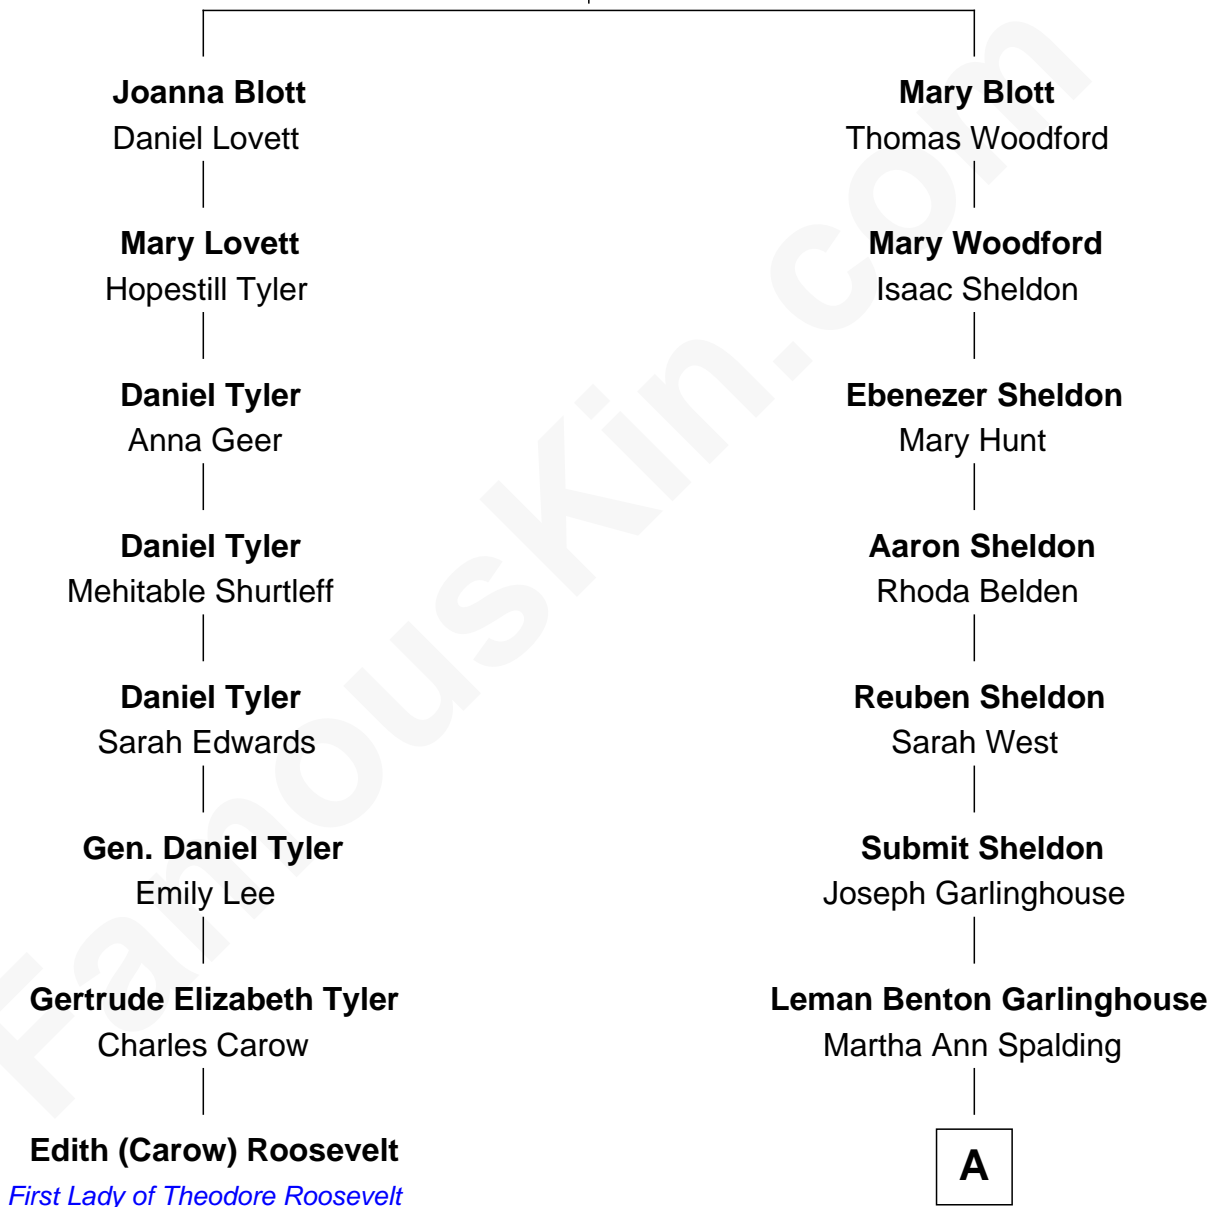 Joanna Blott
Daniel Lovett
Mary Lovett
Hopestill Tyler
Daniel Tyler
Anna Geer
Daniel Tyler
Mehitable Shurtleff
Daniel Tyler
Sarah Edwards
Gen. Daniel Tyler
Emily Lee
Gertrude Elizabeth Tyler
Charles Carow
Edith (Carow) Roosevelt
First Lady of Theodore Roosevelt
Mary Blott
Thomas Woodford
Mary Woodford
Isaac Sheldon
Ebenezer Sheldon
Mary Hunt
Aaron Sheldon
Rhoda Belden
Reuben Sheldon
Sarah West
Submit Sheldon
Joseph Garlinghouse
Leman Benton Garlinghouse
Martha Ann Spalding
A
FamousKin.com